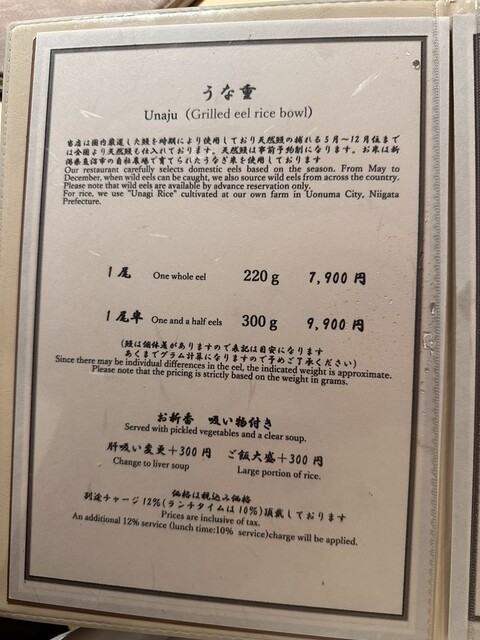 うな重
Unaju（Grilled eel rice bowl）
当店は国内厳選した鰻を時期により使用しており天然鰻の捕れる5月～12月位まで
は全国より天然鰻も仕入れております。天然鰻は事前予約制になります。お米は新
潟県魚沼市の自社農場で育てられたうなぎ米を使用しております
Our restaurant carefully selects domestic eels based on the season. From May to
December, when wild eels can be caught, we also source wild eels from across the country.
Please note that wild eels are available by advance reservation only.
For rice, we use "Unagi Rice" cultivated at our own farm in Uonuma City, Niigata
Prefecture.
1尾 One whole eel 220g 7,900円
1尾半 One and a half eels 300g 9,900円
(鰻は個体差がありますので表記は目安になります
あくまでグラム計算になりますので予めご了承ください)
Since there may be individual differences in the eel, the indicated weight is approximate.
Please note that the pricing is strictly based on the weight in grams.
お新香 吸い物付き
Served with pickled vegetables and a clear soup.
肝吸い変更＋300円 ご飯大盛＋300円
Change to liver soup Large portion of rice.
価格は税込み価格
別途チャージ12%(ランチタイムは10%)頂戴しております
Prices are inclusive of tax.
An additional 12% service (lunch time:10% service)charge will be applied.